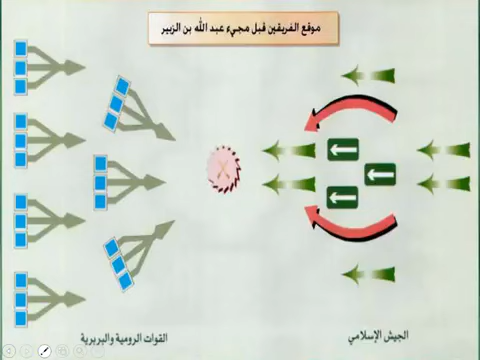 موقع الفريقين قبل مجيء عبد الله بن الزبير
الجيش الإسلامي
القوات الرومية والبربرية